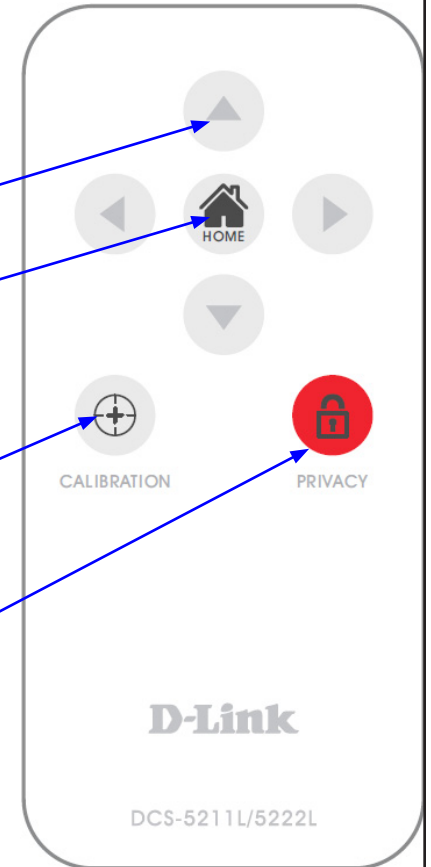 HOME
CALIBRATION
PRIVACY
D-Link
DCS-5211L/5222L